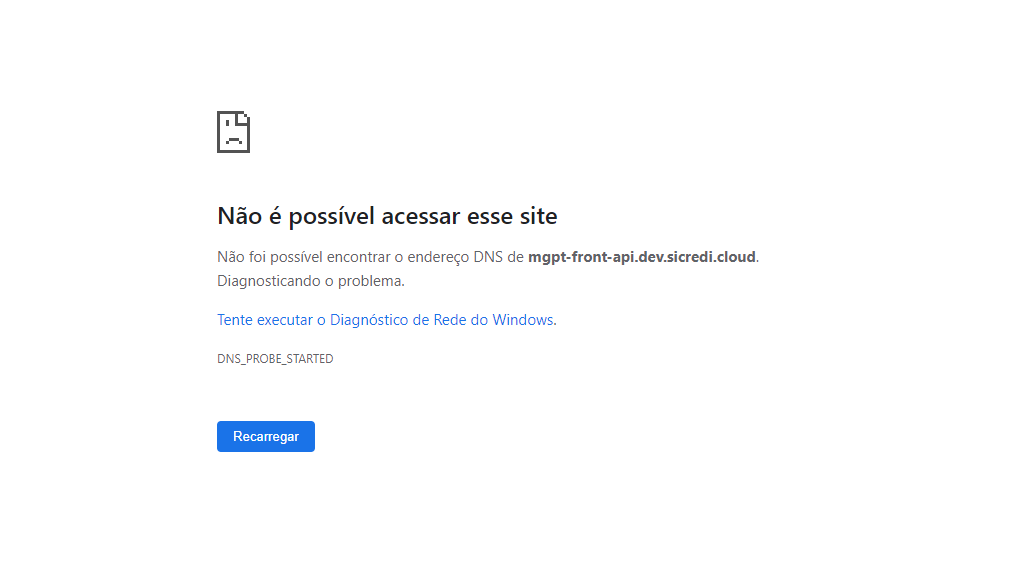 Não é possível acessar esse site
Não foi possível encontrar o endereço DNS de mgpt-front-api.dev.sicredi.cloud.
Diagnosticando o problema.
Tente executar o Diagnóstico de Rede do Windows.
DNS_PROBE_STARTED
Recarregar